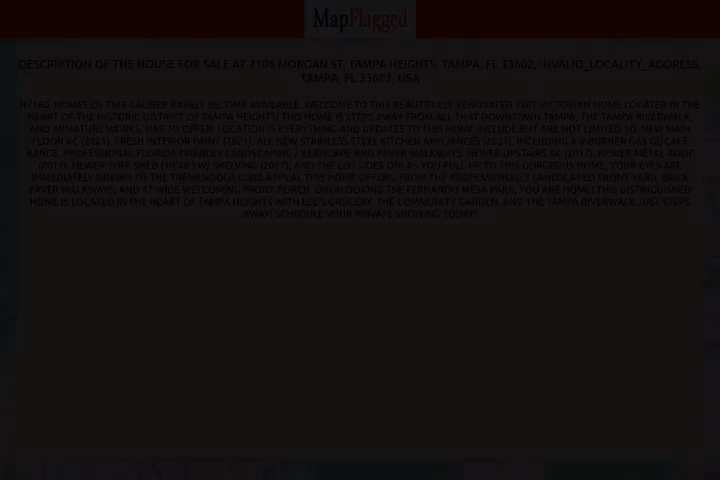 MapFlagged
DESCRIPTION OF THE HOUSE FOR SALE AT 2106 MORGAN ST, TAMPA HEIGHTS, TAMPA, FL 33602, INVALID_LOCALITY_ADDRESS,
TAMPA, FL 33602, USA
HOMES OF THIS CALIBER RARELY BECOME AVAILABLE. WELCOME TO THIS BEAUTIFULLY RENOVATED 1907 VICTORIAN HOME LOCATED IN THE
HEART OF THE HISTORIC DISTRICT OF TAMPA HEIGHTS! THIS HOME IS STEPS AWAY FROM ALL THAT DOWNTOWN TAMPA, THE TAMPA RIVERWALK,
AND ARMATURE WORKS, HAS TO OFFER! LOCATION IS EVERYTHING AND UPDATES TO THIS HOME INCLUDE BUT ARE NOT LIMITED TO: NEW MAIN
FLOOR AC (2021), FRESH INTERIOR PAINT (2021), ALL NEW STAINLESS STEEL KITCHEN APPLIANCES (2021), INCLUDING A BURNER GAS GE CAFÉ
RANGE, PROFESSIONAL FLORIDA FRIENDLY LANDSCAPING / XERISCAPE AND PAVER WALKWAYS, NEWER UPSTAIRS AC (2017), NEWER METAL ROOF
(2017), NEWER TUFF SHED W/ SHELVING (2017), AND THE LIST GOES ON! AS YOU PULL UP TO THIS GORGEOUS HOME, YOUR EYES ARE
IMMEDIATELY DRAWN TO THE TREMENDOUS CURB APPEAL THIS HOME OFFERS. FROM THE PROFESSIONALLY LANDSCAPED FRONT YARD, BRICK
PAVER WALKWAYS, AND 47' WIDE WELCOMING FRONT PORCH, OVERLOOKING THE FERNANDO MESA PARK, YOU ARE HOME! THIS DISTINGUISHED
HOME IS LOCATED IN THE HEART OF TAMPA HEIGHTS WITH LEE'S GROCERY, THE COMMUNITY GARDEN, AND THE TAMPA RIVERWALK JUST STEPS
AWAY! SCHEDULE YOUR PRIVATE SHOWING TODAY!